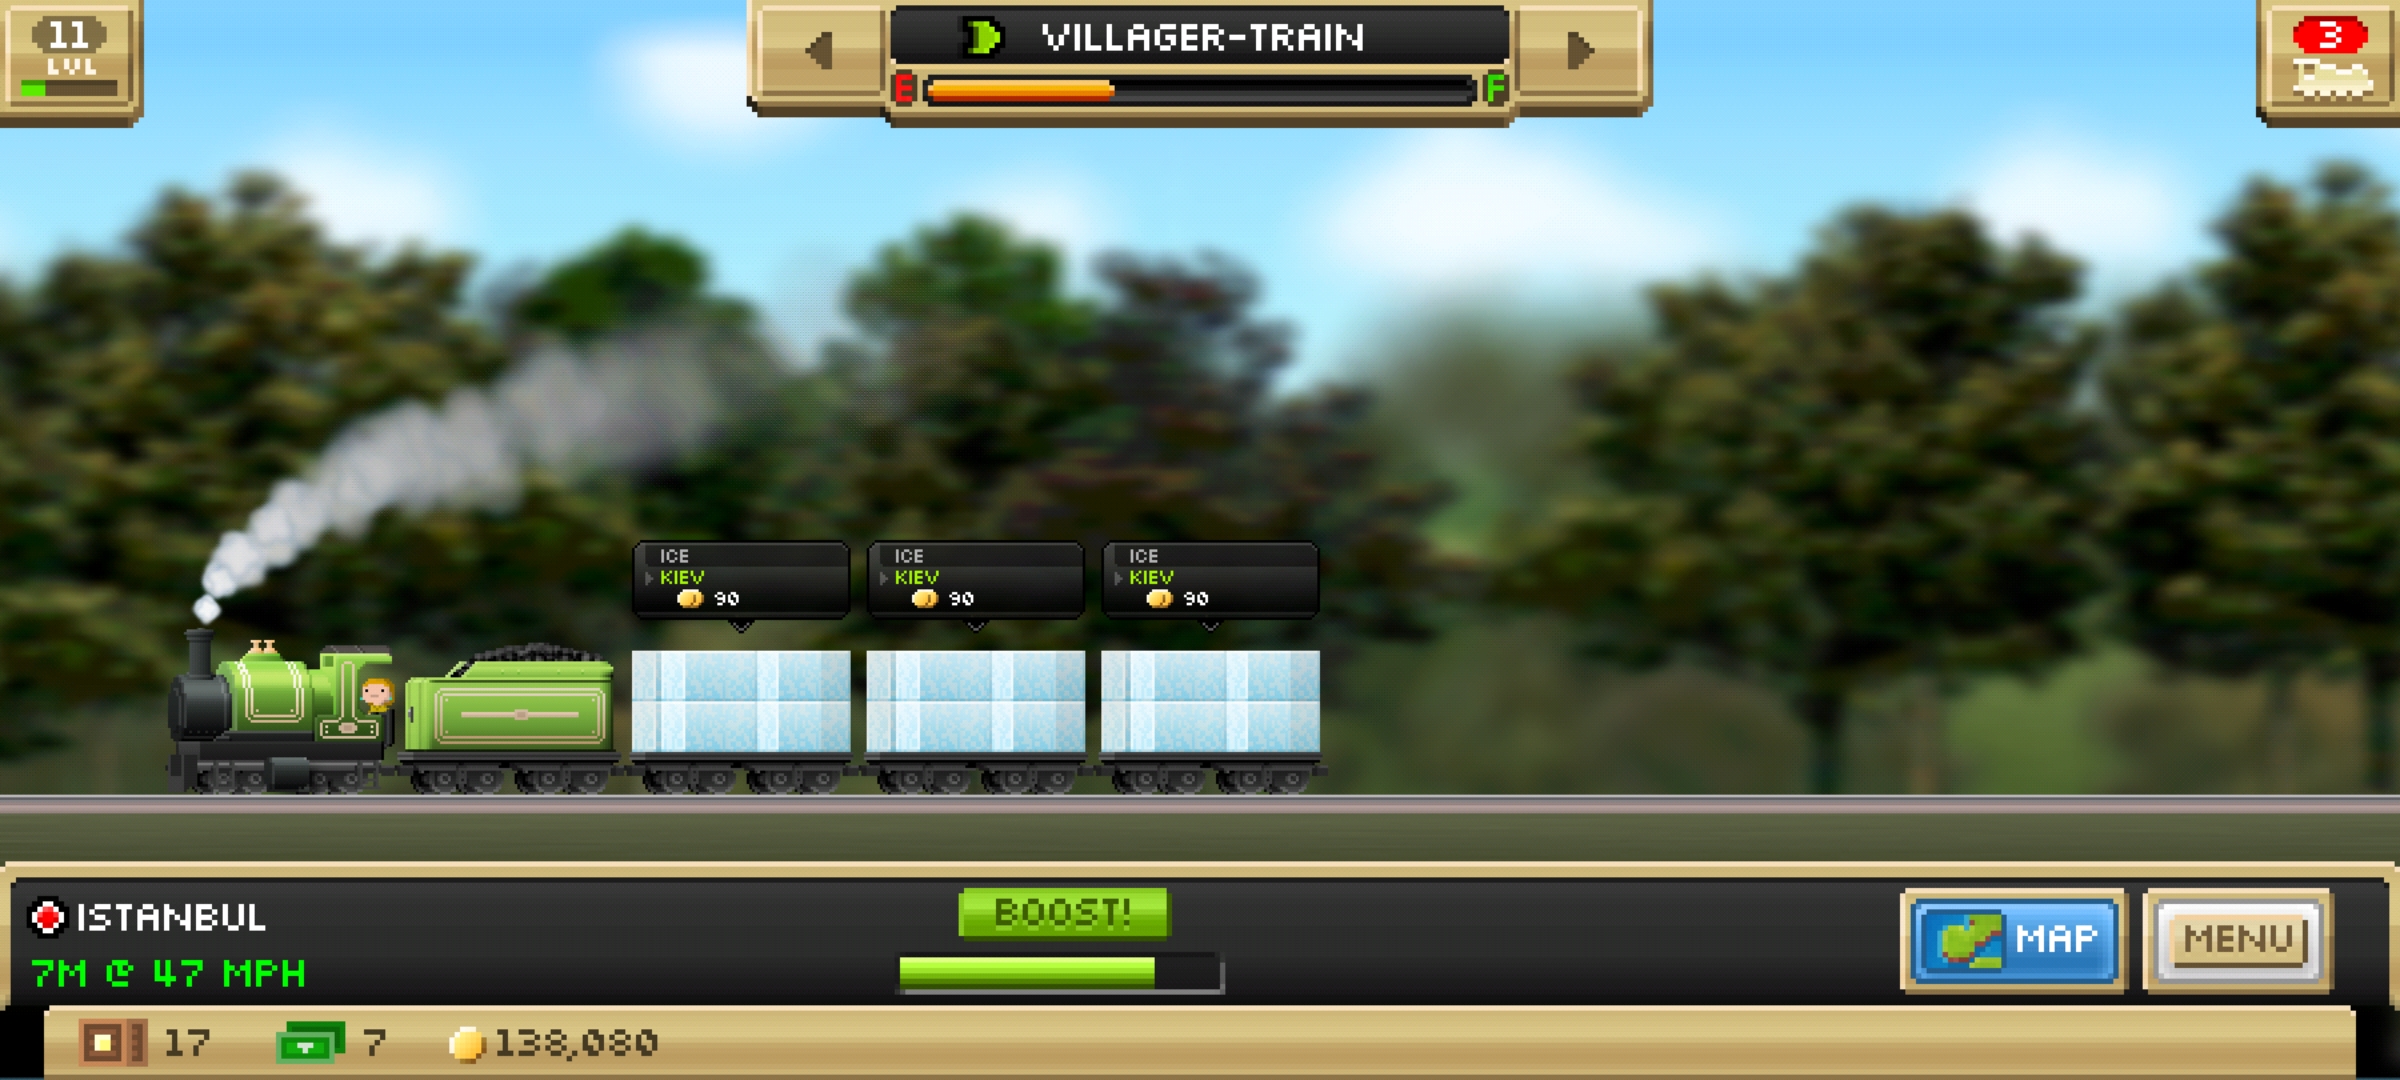 11
LVL
VILLAGER-TRAIN
E F
3
ICE
KIEV
90
ICE
KIEV
90
ICE
KIEV
90
ISTANBUL
7M @ 47 MPH
BOOST!
MAP
MENU
17
7
138,080